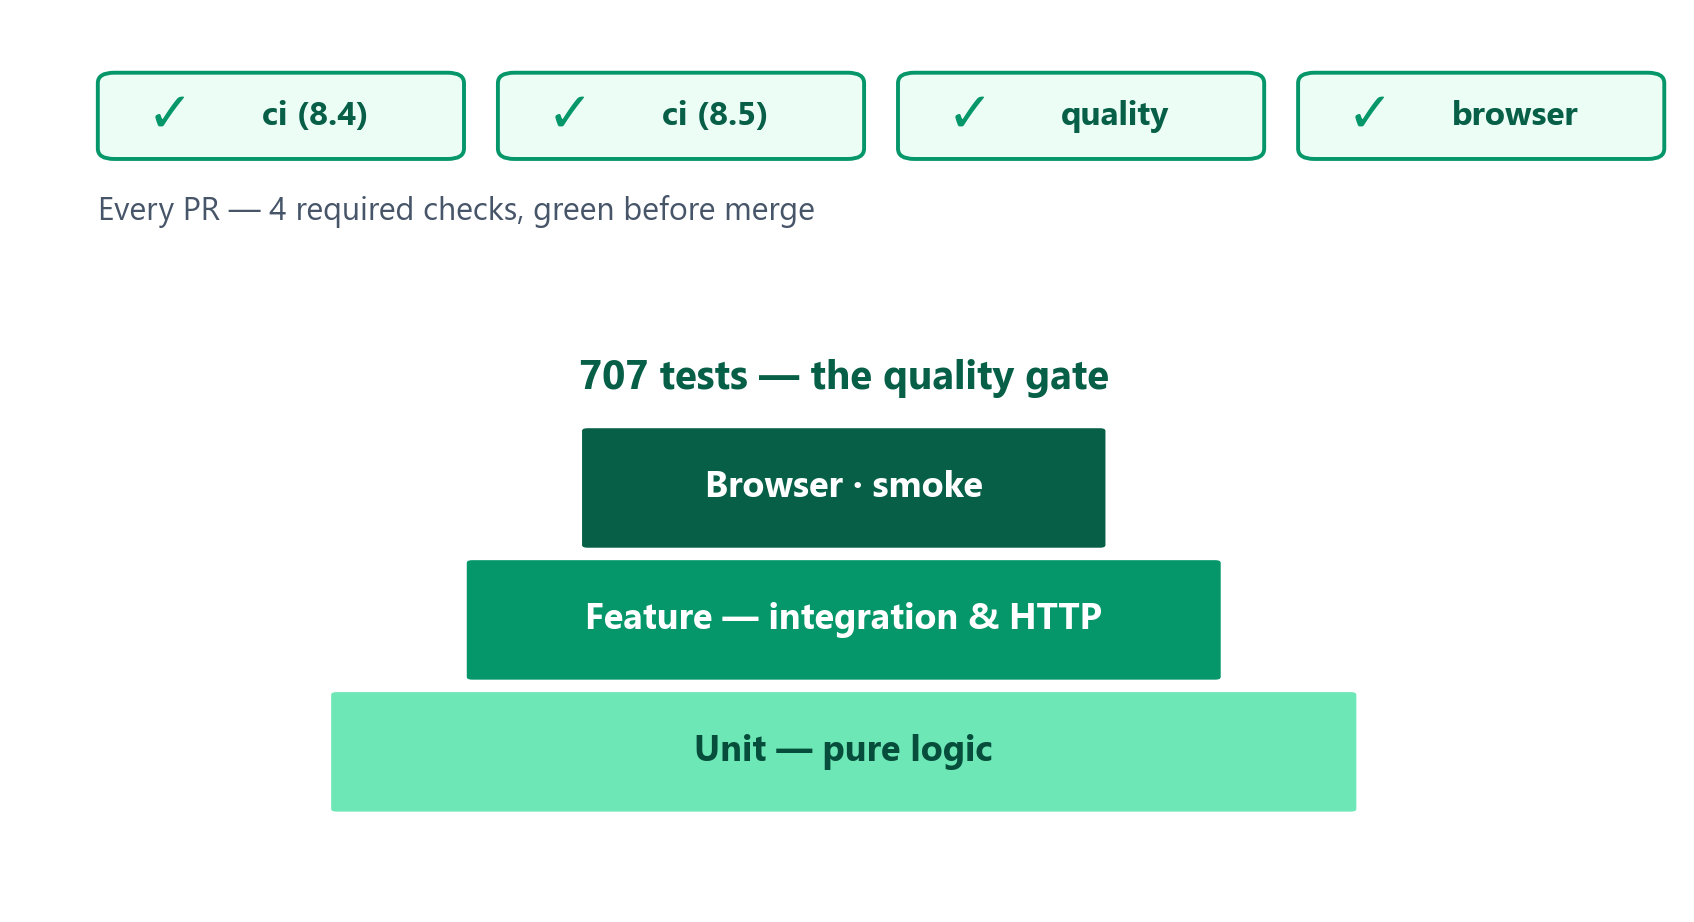 ✓ ci (8.4)
✓ ci (8.5)
✓ quality
✓ browser
Every PR — 4 required checks, green before merge
707 tests — the quality gate
Browser · smoke
Feature — integration & HTTP
Unit — pure logic